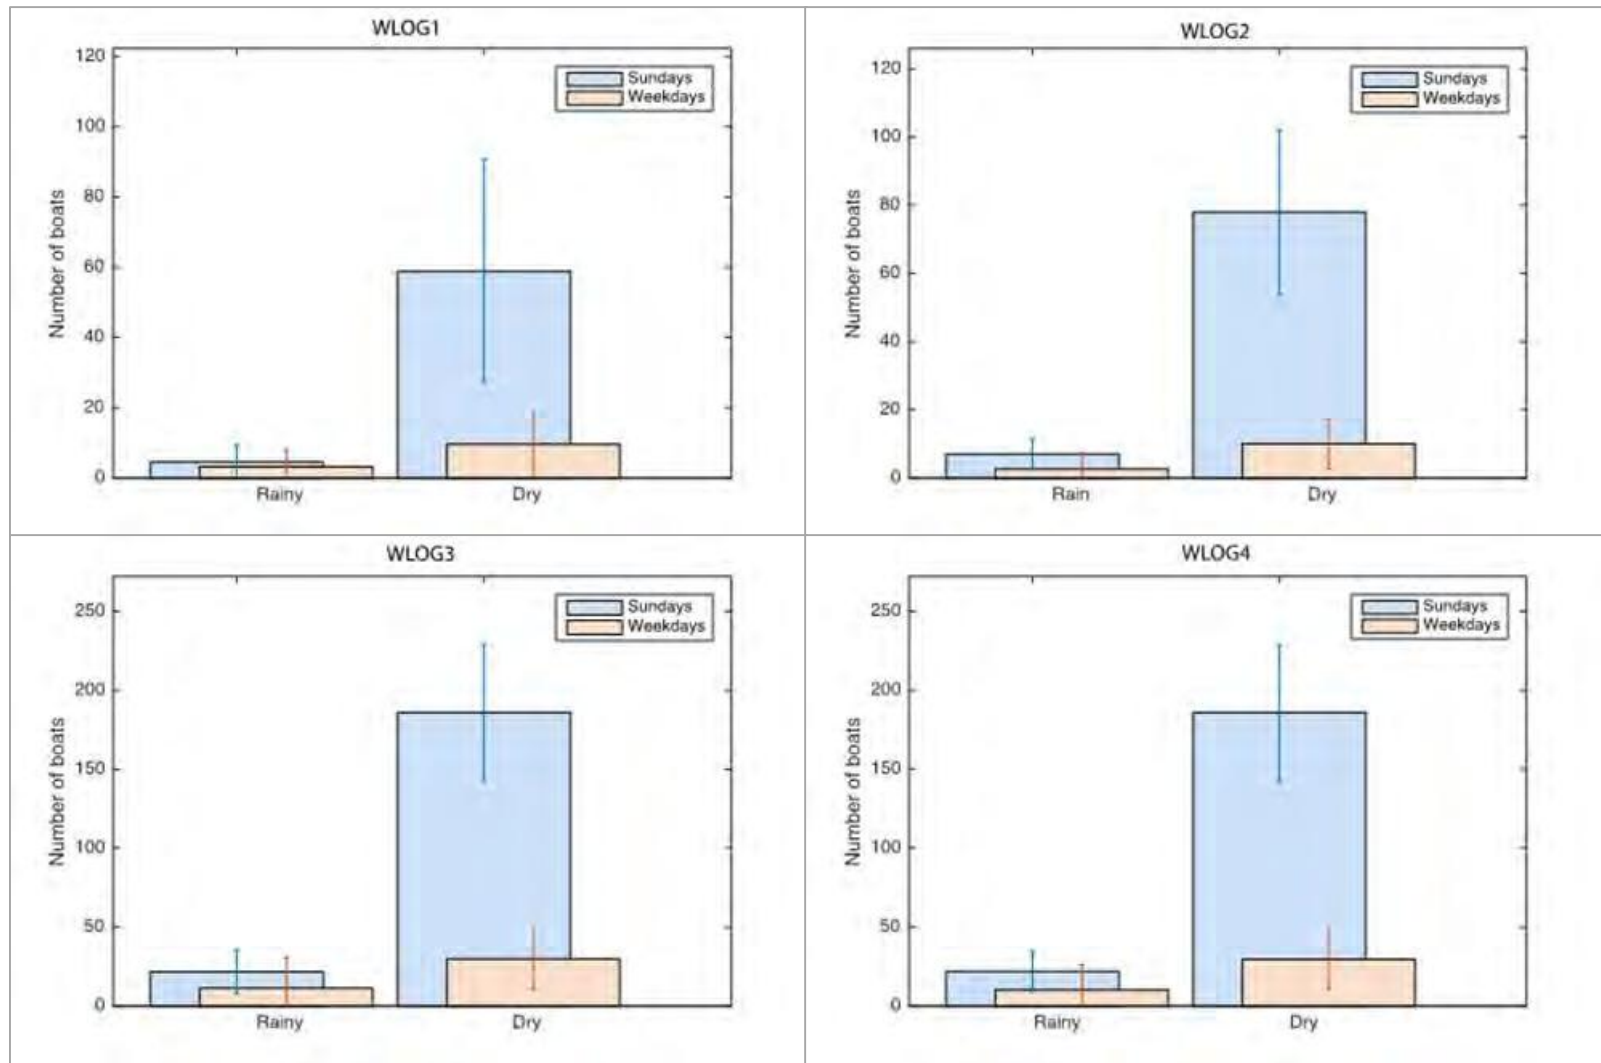 WLOG1
120
100
80
60
40
20
0
Number of boats
Sundays
Weekdays
Rainy
Dry
WLOG2
120
100
80
60
40
20
0
Number of boats
Sundays
Weekdays
Rain
Dry
WLOG3
250
200
150
100
50
0
Number of boats
Sundays
Weekdays
Rainy
Dry
WLOG4
250
200
150
100
50
0
Number of boats
Sundays
Weekdays
Rainy
Dry